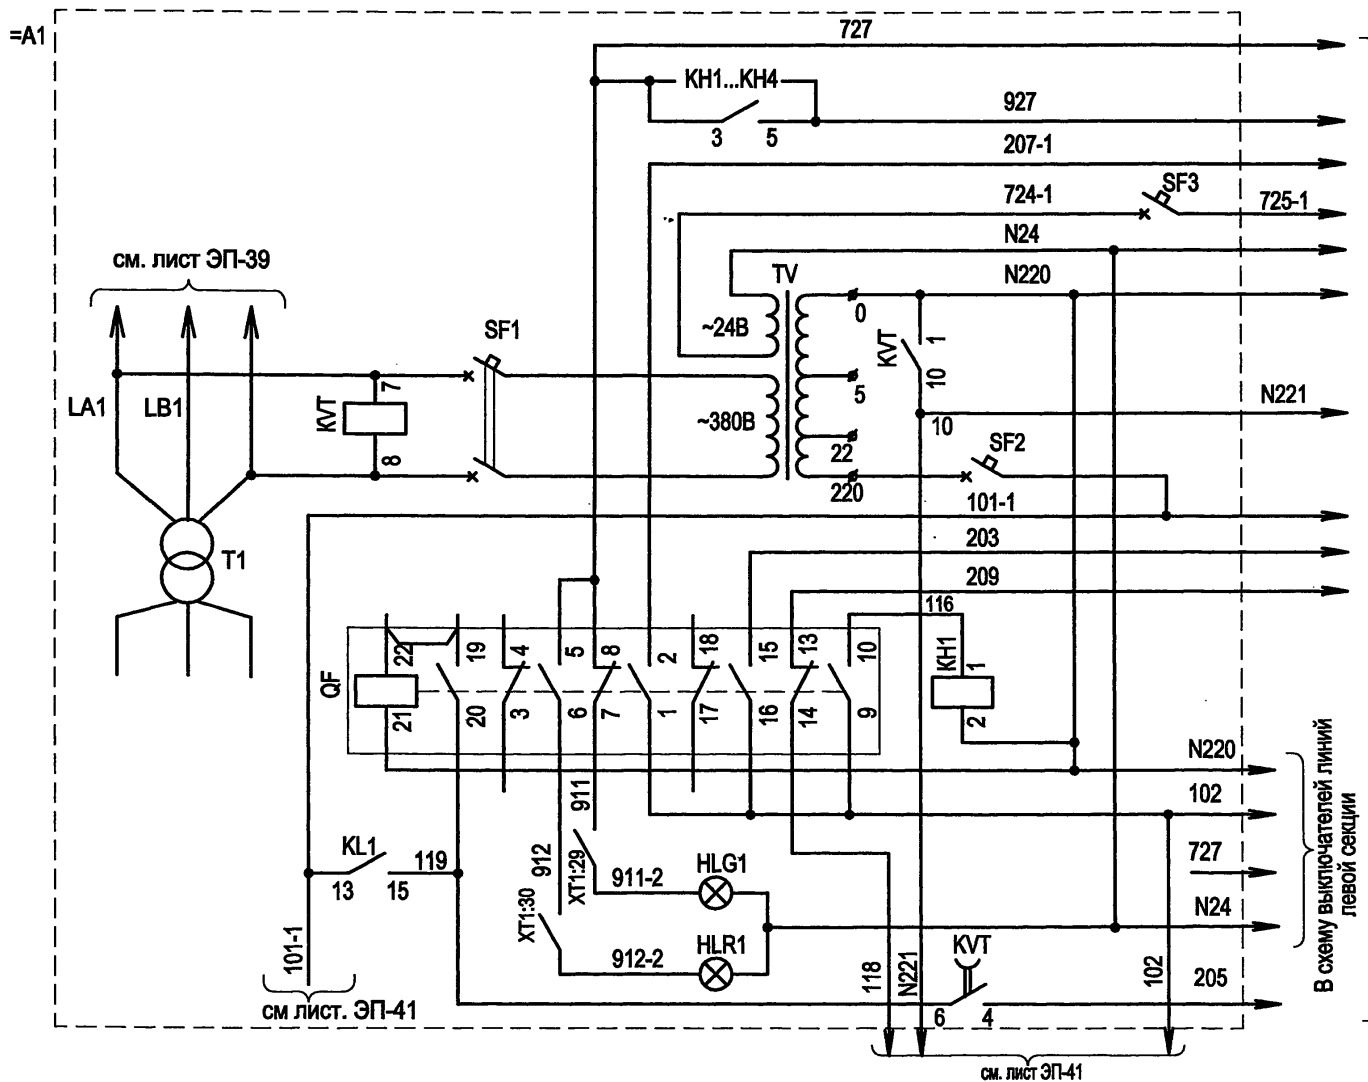 =A1
727
KH1...KH4
927
3
5
207-1
SF3
724-1
725-1
N24
см. лист ЭП-39
TV
N220
0
SF1
~24В
KVT
1
10
7
5
LA1
LB1
KVT
N221
~380В
10
8
22
SF2
220
101-1
T1
203
209
116
QF
22
19
4
5
8
2
18
15
13
10
KH1
1
21
20
3
6
7
1
17
16
14
9
2
N220
911
102
KL1
119
912
XT1:29
HLG1
727
13
15
911-2
XT1:30
N24
101-1
HLR1
KVT
912-2
118
N221
102
205
см лист. ЭП-41
6
4
В схему выключателей линий
левой секции
см. лист ЭП-41